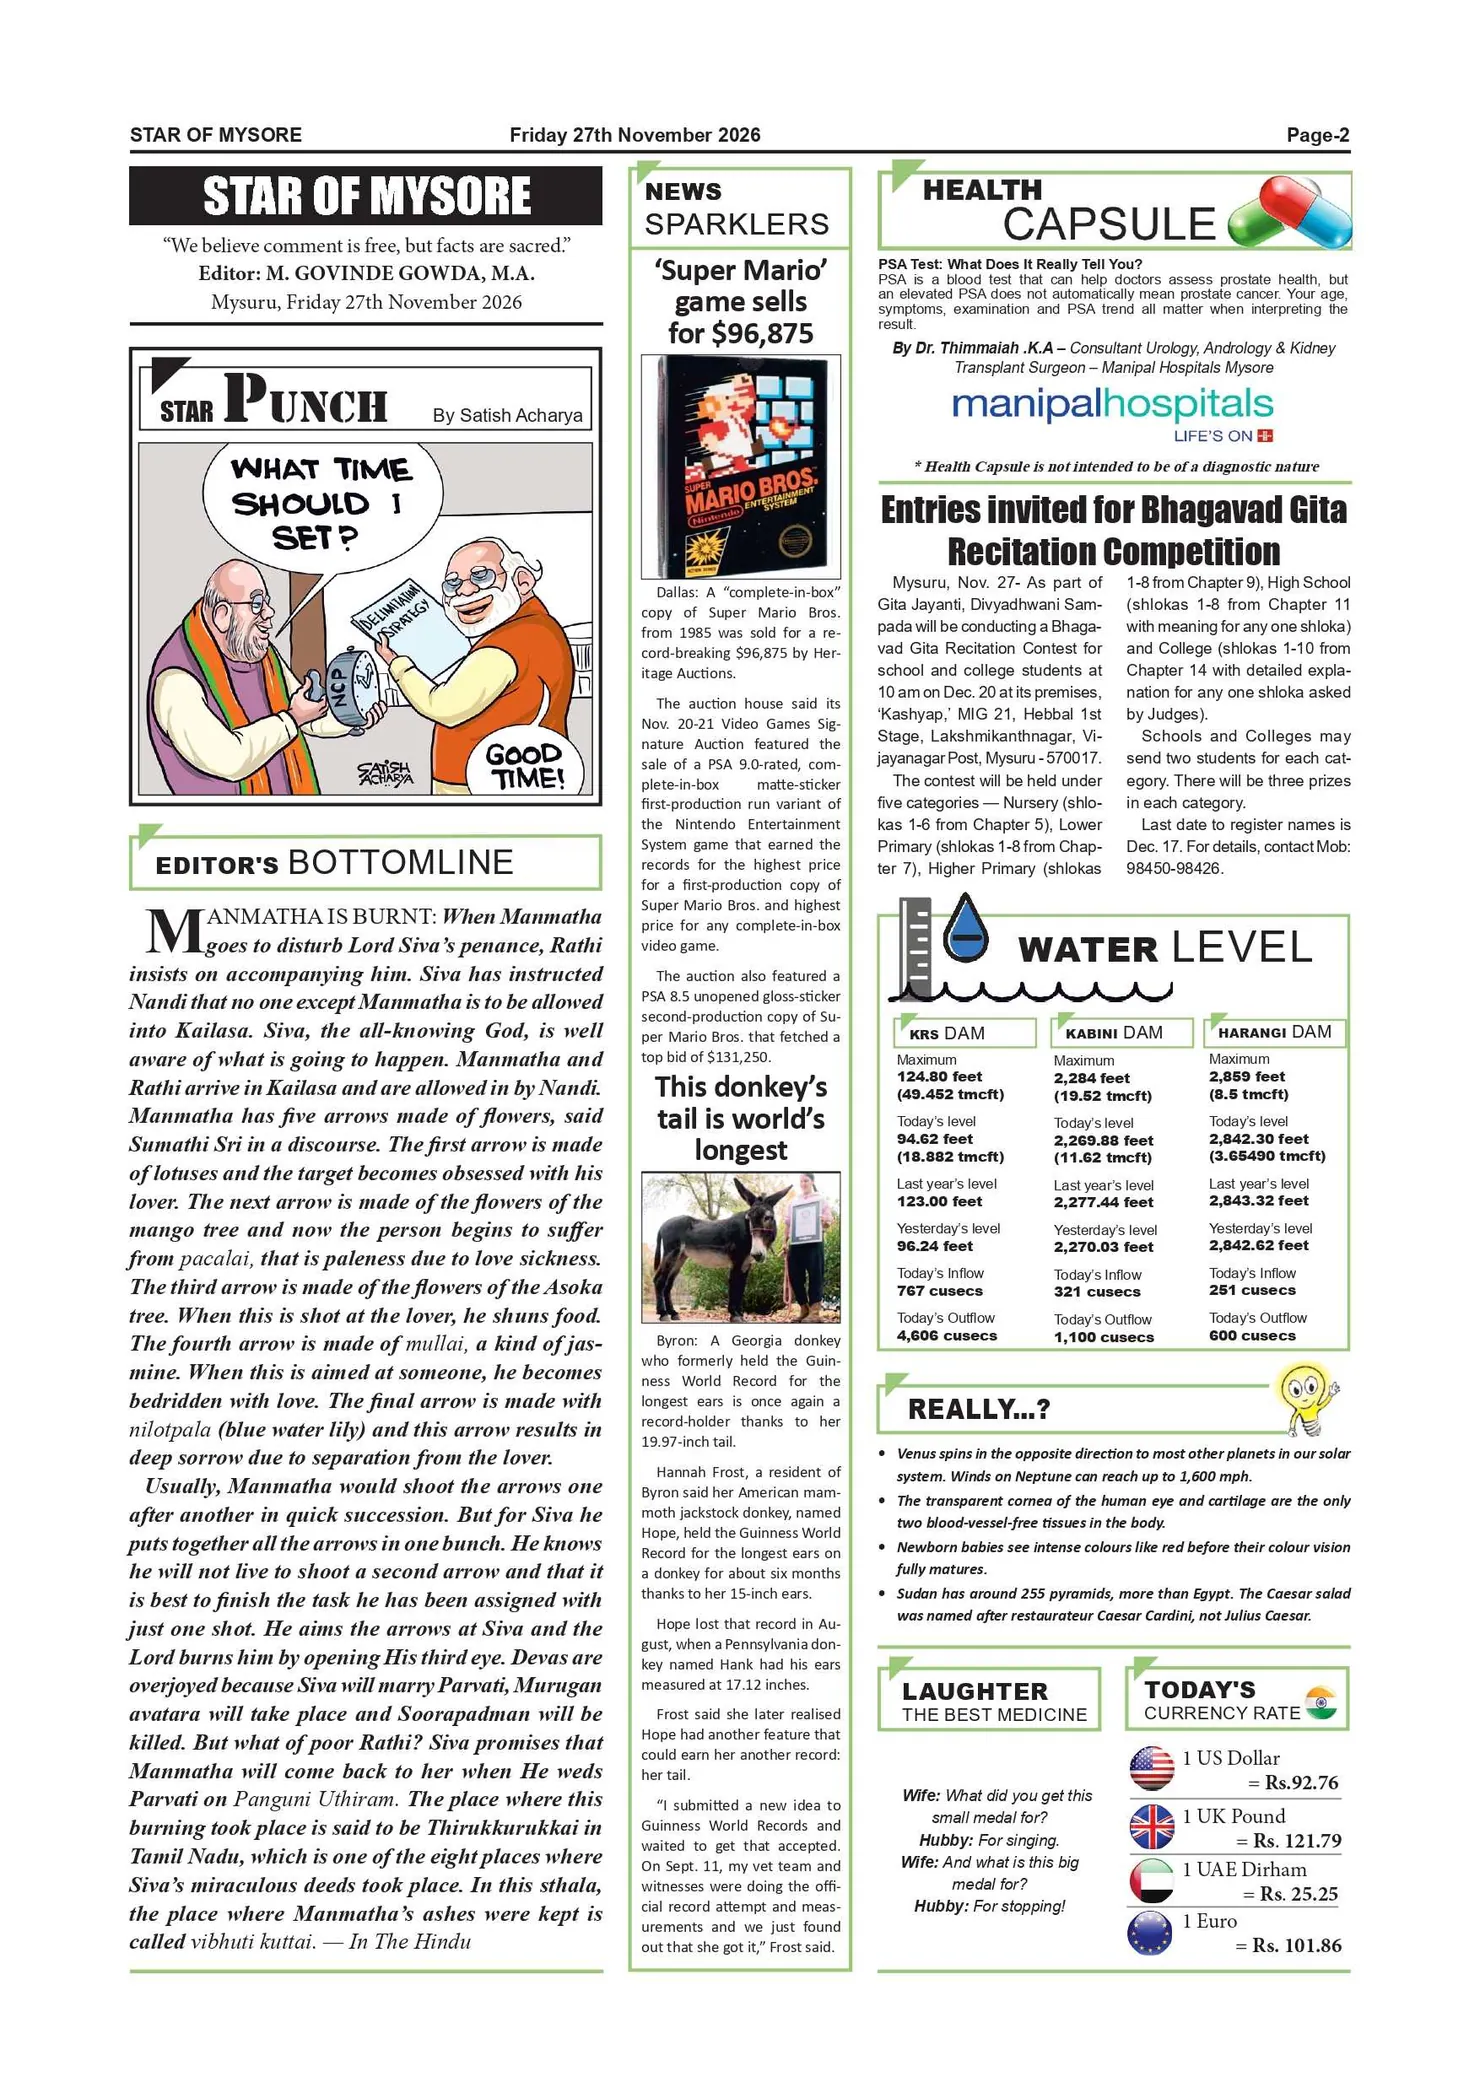 STAR OF MYSORE
Friday 27th November 2026
Page-2
STAR OF MYSORE
“We believe comment is free, but facts are sacred.”
Editor: M. GOVINDE GOWDA, M.A.
Mysuru, Friday 27th November 2026
STAR PUNCH
By Satish Acharya
WHAT TIME
SHOULD I
SET?
DELIMITATION
STRATEGY
NCP
SATISH
ACHARYA
GOOD
TIME!
EDITOR'S BOTTOMLINE
MANMATHA IS BURNT: When Manmatha
goes to disturb Lord Siva’s penance, Rathi
insists on accompanying him. Siva has instructed
Nandi that no one except Manmatha is to be allowed
into Kailasa. Siva, the all-knowing God, is well
aware of what is going to happen. Manmatha and
Rathi arrive in Kailasa and are allowed in by Nandi.
Manmatha has five arrows made of flowers, said
Sumathi Sri in a discourse. The first arrow is made
of lotuses and the target becomes obsessed with his
lover. The next arrow is made of the flowers of the
mango tree and now the person begins to suffer
from pacalai, that is paleness due to love sickness.
The third arrow is made of the flowers of the Asoka
tree. When this is shot at the lover, he shuns food.
The fourth arrow is made of mullai, a kind of jas-
mine. When this is aimed at someone, he becomes
bedridden with love. The final arrow is made with
nilotpala (blue water lily) and this arrow results in
deep sorrow due to separation from the lover.
Usually, Manmatha would shoot the arrows one
after another in quick succession. But for Siva he
puts together all the arrows in one bunch. He knows
he will not live to shoot a second arrow and that it
is best to finish the task he has been assigned with
just one shot. He aims the arrows at Siva and the
Lord burns him by opening His third eye. Devas are
overjoyed because Siva will marry Parvati, Murugan
avatara will take place and Soorapadman will be
killed. But what of poor Rathi? Siva promises that
Manmatha will come back to her when He weds
Parvati on Panguni Uthiram. The place where this
burning took place is said to be Thirukkurukkai in
Tamil Nadu, which is one of the eight places where
Siva’s miraculous deeds took place. In this sthala,
the place where Manmatha’s ashes were kept is
called vibhuti kuttai. — In The Hindu
NEWS
SPARKLERS
‘Super Mario’
game sells
for $96,875
SUPER
MARIO BROS.
Nintendo
ENTERTAINMENT
SYSTEM
ACTION SERIES
Dallas: A “complete-in-box”
copy of Super Mario Bros.
from 1985 was sold for a re-
cord-breaking $96,875 by Her-
itage Auctions.
The auction house said its
Nov. 20-21 Video Games Sig-
nature Auction featured the
sale of a PSA 9.0-rated, com-
plete-in-box matte-sticker
first-production run variant of
the Nintendo Entertainment
System game that earned the
records for the highest price
for a first-production copy of
Super Mario Bros. and highest
price for any complete-in-box
video game.
The auction also featured a
PSA 8.5 unopened gloss-sticker
second-production copy of Su-
per Mario Bros. that fetched a
top bid of $131,250.
This donkey’s
tail is world’s
longest
Byron: A Georgia donkey
who formerly held the Guin-
ness World Record for the
longest ears is once again a
record-holder thanks to her
19.97-inch tail.
Hannah Frost, a resident of
Byron said her American mam-
moth jackstock donkey, named
Hope, held the Guinness World
Record for the longest ears on
a donkey for about six months
thanks to her 15-inch ears.
Hope lost that record in Au-
gust, when a Pennsylvania don-
key named Hank had his ears
measured at 17.12 inches.
Frost said she later realised
Hope had another feature that
could earn her another record:
her tail.
“I submitted a new idea to
Guinness World Records and
waited to get that accepted.
On Sept. 11, my vet team and
witnesses were doing the offi-
cial record attempt and meas-
urements and we just found
out that she got it,” Frost said.
HEALTH
CAPSULE
PSA Test: What Does It Really Tell You?
PSA is a blood test that can help doctors assess prostate health, but
an elevated PSA does not automatically mean prostate cancer. Your age,
symptoms, examination and PSA trend all matter when interpreting the
result.
By Dr. Thimmaiah .K.A – Consultant Urology, Andrology & Kidney
Transplant Surgeon – Manipal Hospitals Mysore
manipalhospitals
LIFE’S ON
* Health Capsule is not intended to be of a diagnostic nature
Entries invited for Bhagavad Gita
Recitation Competition
Mysuru, Nov. 27- As part of
Gita Jayanti, Divyadhwani Sam-
pada will be conducting a Bhaga-
vad Gita Recitation Contest for
school and college students at
10 am on Dec. 20 at its premises,
‘Kashyap,’ MIG 21, Hebbal 1st
Stage, Lakshmikanthnagar, Vi-
jayanagar Post, Mysuru - 570017.
The contest will be held under
five categories — Nursery (shlo-
kas 1-6 from Chapter 5), Lower
Primary (shlokas 1-8 from Chap-
ter 7), Higher Primary (shlokas
1-8 from Chapter 9), High School
(shlokas 1-8 from Chapter 11
with meaning for any one shloka)
and College (shlokas 1-10 from
Chapter 14 with detailed expla-
nation for any one shloka asked
by Judges).
Schools and Colleges may
send two students for each cat-
egory. There will be three prizes
in each category.
Last date to register names is
Dec. 17. For details, contact Mob:
98450-98426.
WATER LEVEL
KRS DAM
Maximum
124.80 feet
(49.452 tmcft)
Today’s level
94.62 feet
(18.882 tmcft)
Last year’s level
123.00 feet
Yesterday’s level
96.24 feet
Today’s Inflow
767 cusecs
Today’s Outflow
4,606 cusecs
KABINI DAM
Maximum
2,284 feet
(19.52 tmcft)
Today’s level
2,269.88 feet
(11.62 tmcft)
Last year’s level
2,277.44 feet
Yesterday’s level
2,270.03 feet
Today’s Inflow
321 cusecs
Today’s Outflow
1,100 cusecs
HARANGI DAM
Maximum
2,859 feet
(8.5 tmcft)
Today’s level
2,842.30 feet
(3.65490 tmcft)
Last year’s level
2,843.32 feet
Yesterday’s level
2,842.62 feet
Today’s Inflow
251 cusecs
Today’s Outflow
600 cusecs
REALLY...?
• Venus spins in the opposite direction to most other planets in our solar
system. Winds on Neptune can reach up to 1,600 mph.
• The transparent cornea of the human eye and cartilage are the only
two blood-vessel-free tissues in the body.
• Newborn babies see intense colours like red before their colour vision
fully matures.
• Sudan has around 255 pyramids, more than Egypt. The Caesar salad
was named after restaurateur Caesar Cardini, not Julius Caesar.
LAUGHTER
THE BEST MEDICINE
Wife: What did you get this
small medal for?
Hubby: For singing.
Wife: And what is this big
medal for?
Hubby: For stopping!
TODAY'S
CURRENCY RATE
1 US Dollar
= Rs.92.76
1 UK Pound
= Rs. 121.79
1 UAE Dirham
= Rs. 25.25
1 Euro
= Rs. 101.86